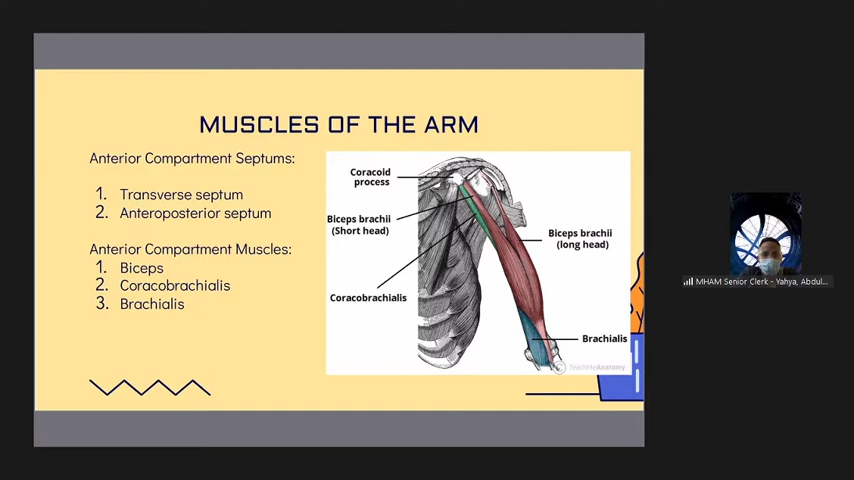 MUSCLES OF THE ARM
Anterior Compartment Septums:
1. Transverse septum
2. Anteroposterior septum
Anterior Compartment Muscles:
1. Biceps
2. Coracobrachialis
3. Brachialis
Coracoid
process
Biceps brachii
(Short head)
Coracobrachialis
Biceps brachii
(long head)
Brachialis
© TeachMeAnatomy
MHAM Senior Clerk - Yahya, Abdul...